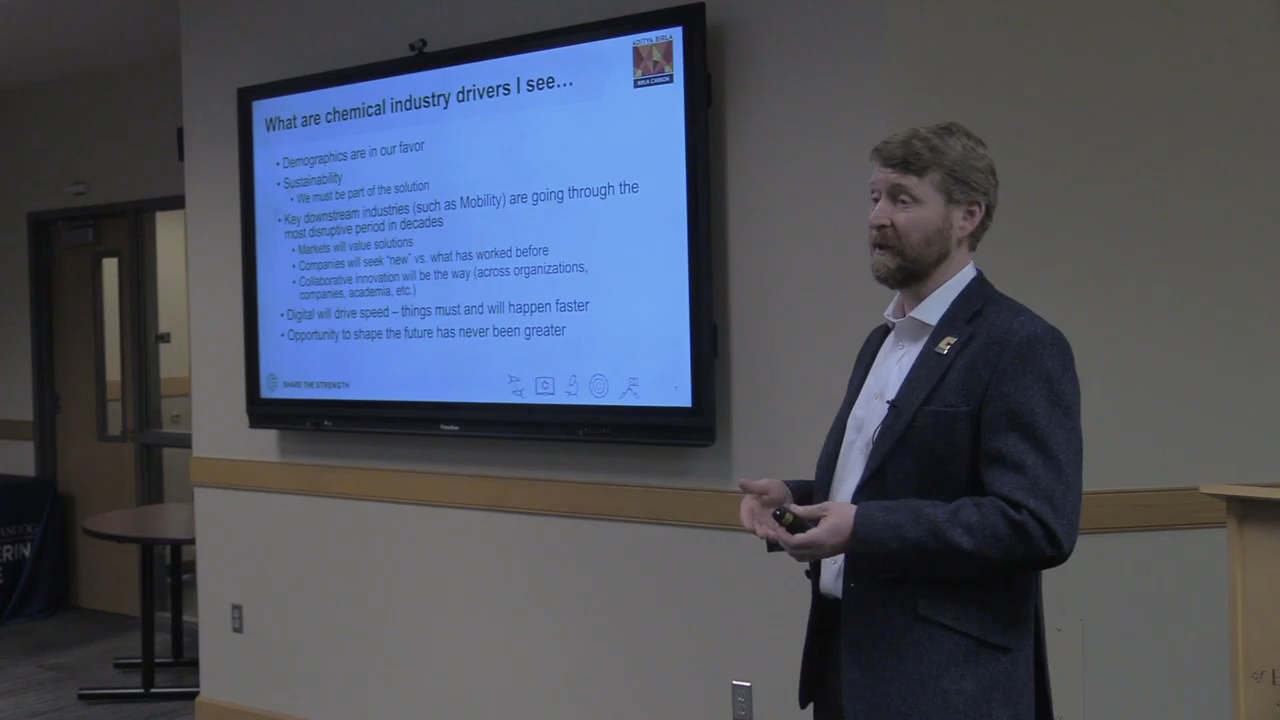 ADITYA BIRLA
BIRLA CARBON
What are chemical industry drivers I see...
• Demographics are in our favor
• Sustainability
• We must be part of the solution
• Key downstream industries (such as Mobility) are going through the
most disruptive period in decades
• Markets will value solutions
• Companies will seek "new" vs. what has worked before
• Collaborative innovation will be the way (across organizations,
companies, academia, etc.)
• Digital will drive speed – things must and will happen faster
• Opportunity to shape the future has never been greater
SHARE THE STRENGTH
of